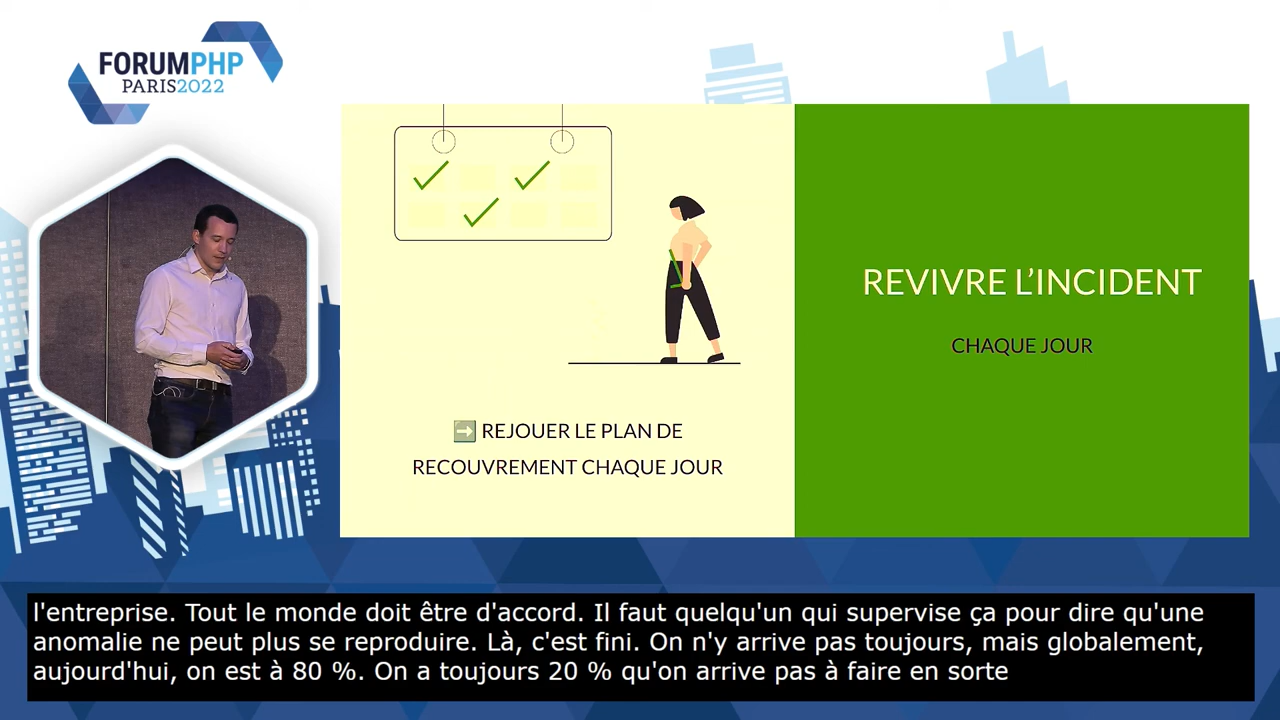 FORUMPHP
PARIS2022
REVIVRE L’INCIDENT
CHAQUE JOUR
➡ REJOUER LE PLAN DE
RECOUVREMENT CHAQUE JOUR
l'entreprise. Tout le monde doit être d'accord. Il faut quelqu'un qui supervise ça pour dire qu'une
anomalie ne peut plus se reproduire. Là, c'est fini. On n'y arrive pas toujours, mais globalement,
aujourd'hui, on est à 80 %. On a toujours 20 % qu'on arrive pas à faire en sorte